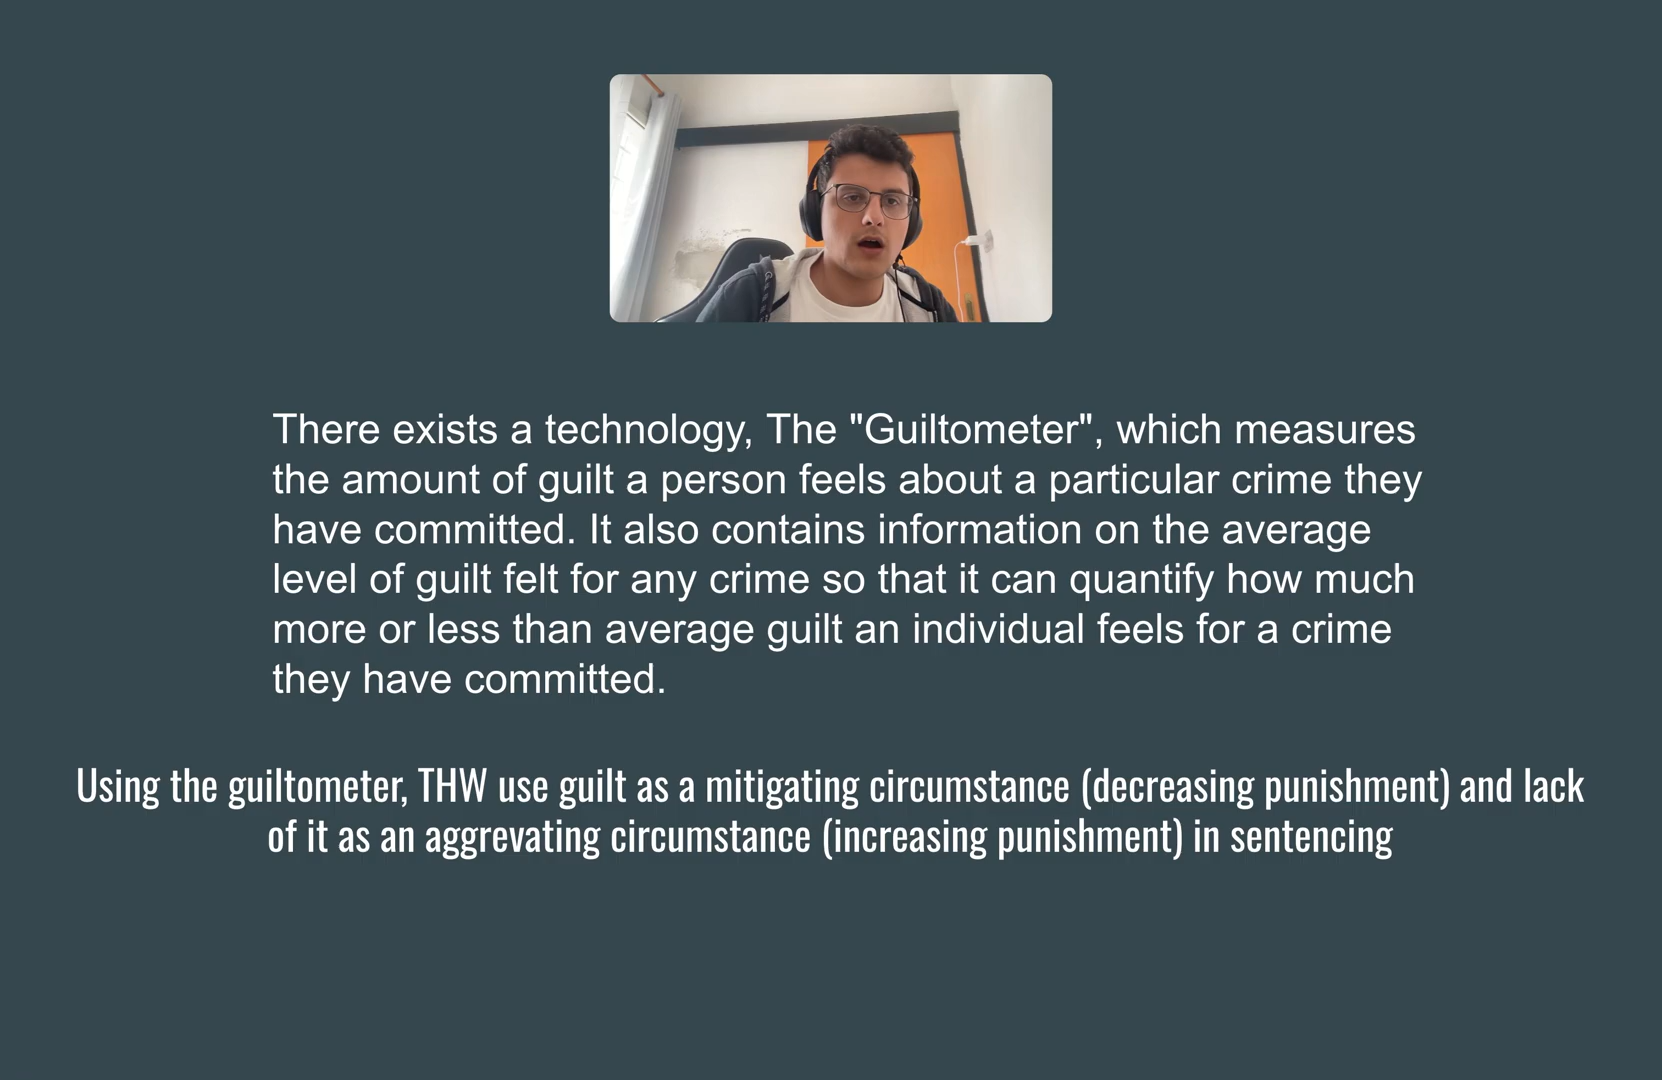 There exists a technology, The "Guiltometer", which measures
the amount of guilt a person feels about a particular crime they
have committed. It also contains information on the average
level of guilt felt for any crime so that it can quantify how much
more or less than average guilt an individual feels for a crime
they have committed.
Using the guiltometer, THW use guilt as a mitigating circumstance (decreasing punishment) and lack
of it as an aggrevating circumstance (increasing punishment) in sentencing